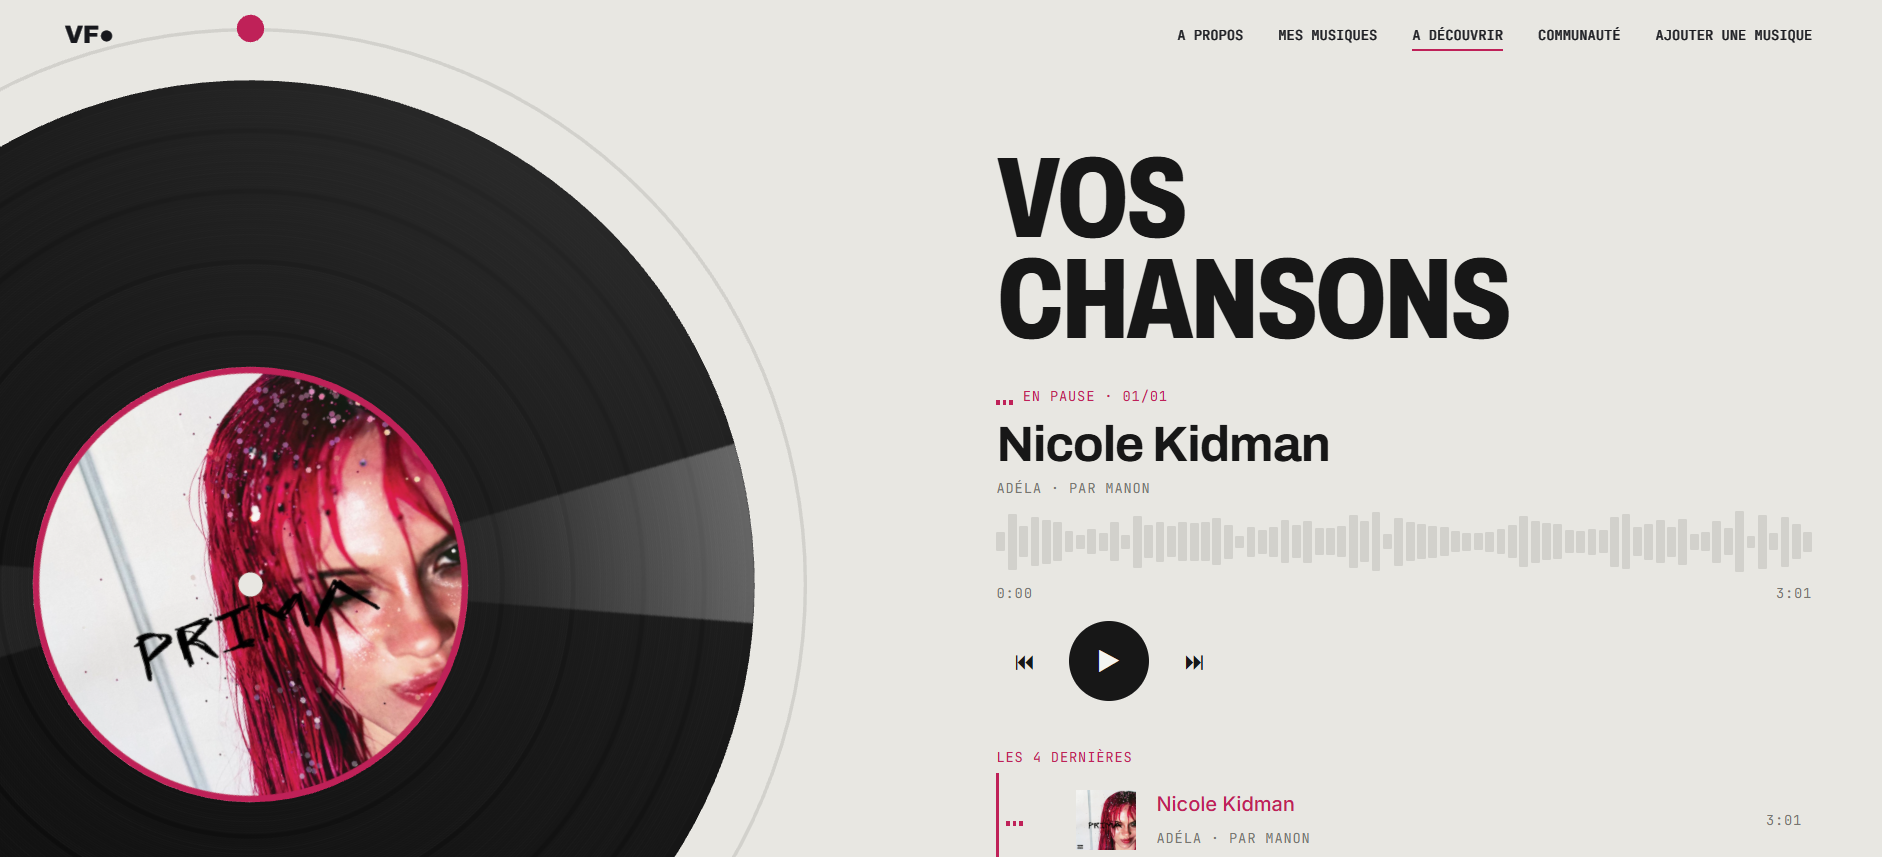 VF●
A PROPOS MES MUSIQUES A DÉCOUVRIR COMMUNAUTÉ AJOUTER UNE MUSIQUE
VOS
CHANSONS
EN PAUSE · 01/01
Nicole Kidman
ADÉLA · PAR MANON
0:00 3:01
PRIMA
LES 4 DERNIÈRES
Nicole Kidman
PRIMA
3:01
ADÉLA · PAR MANON